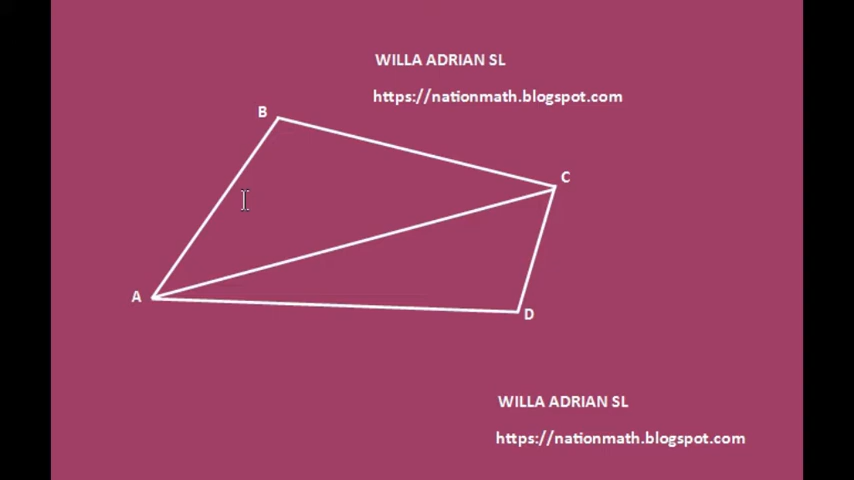 WILLA ADRIAN SL
https://nationmath.blogspot.com
B
C
A
D
WILLA ADRIAN SL
https://nationmath.blogspot.com